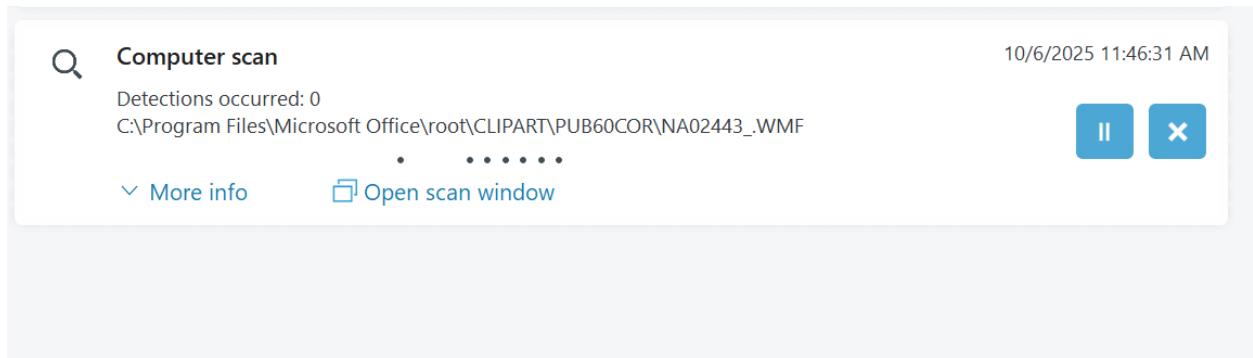 Computer scan
10/6/2025 11:46:31 AM
Detections occurred: 0
C:\Program Files\Microsoft Office\root\CLIPART\PUB60COR\NA02443_.WMF
More info
Open scan window